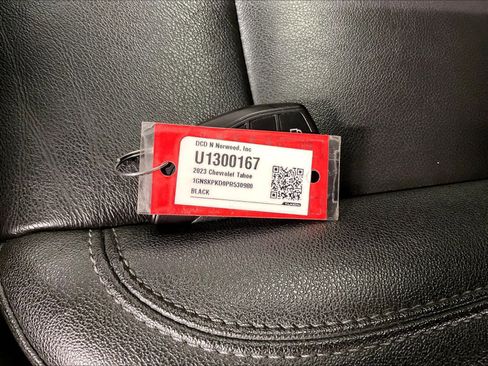 DCD N Norwood, Inc
U1300167
2023 Chevrolet Tahoe
1GNSKPKD0PR530980
BLACK